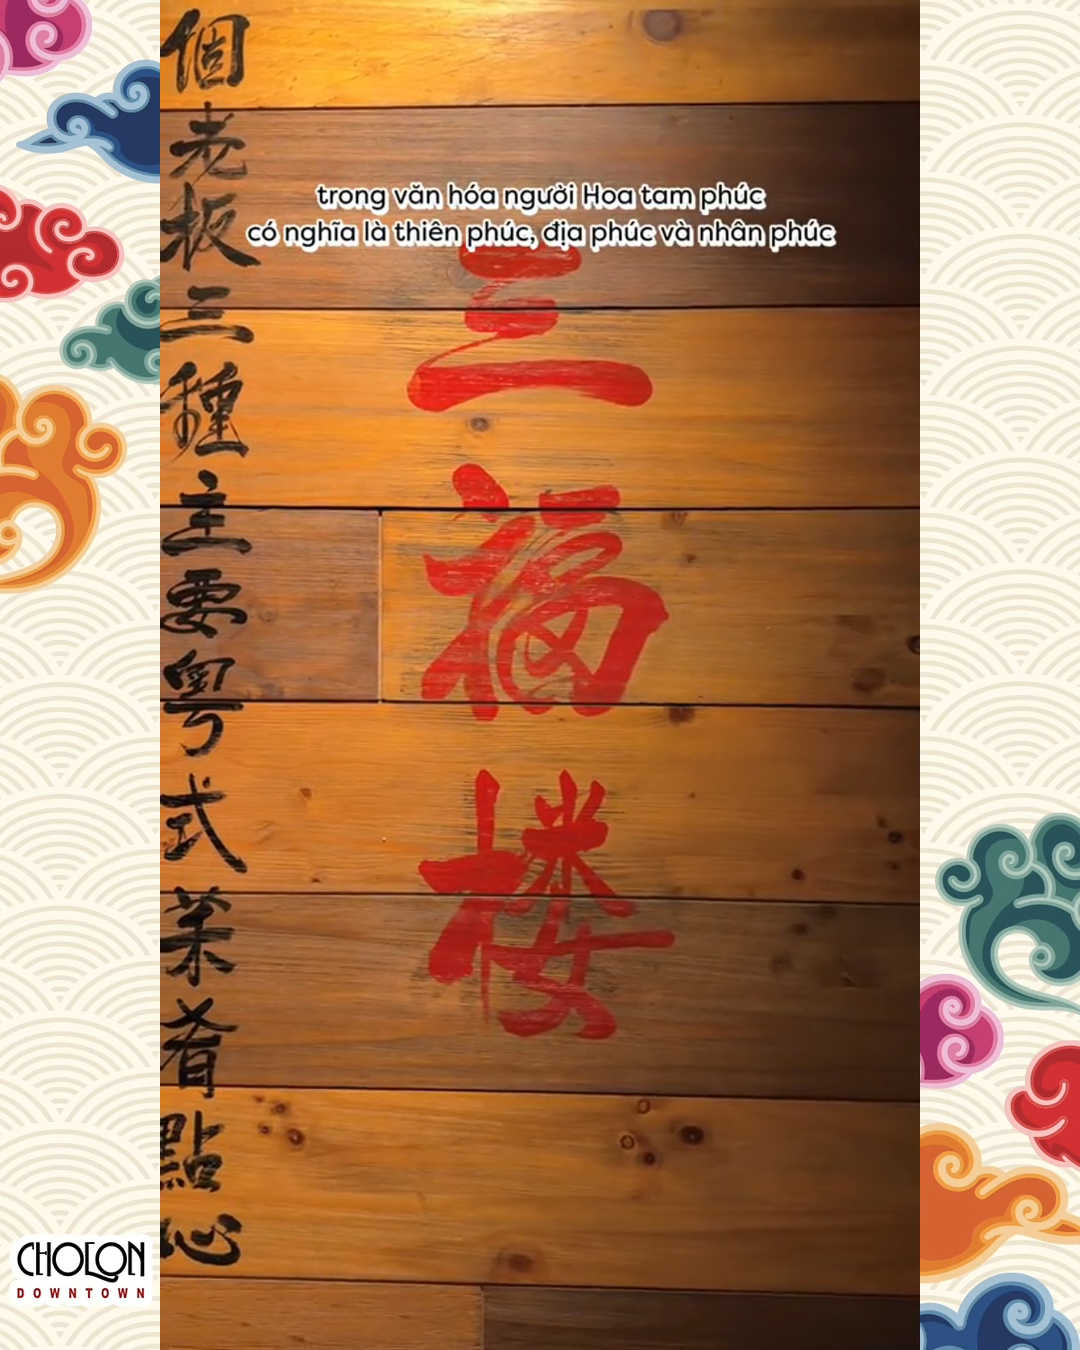 trong văn hóa người Hoa tam phúc
có nghĩa là thiên phúc, địa phúc và nhân phúc
三福楼
個老板三種主要粵式菜肴點心
CHOLON
DOWNTOWN